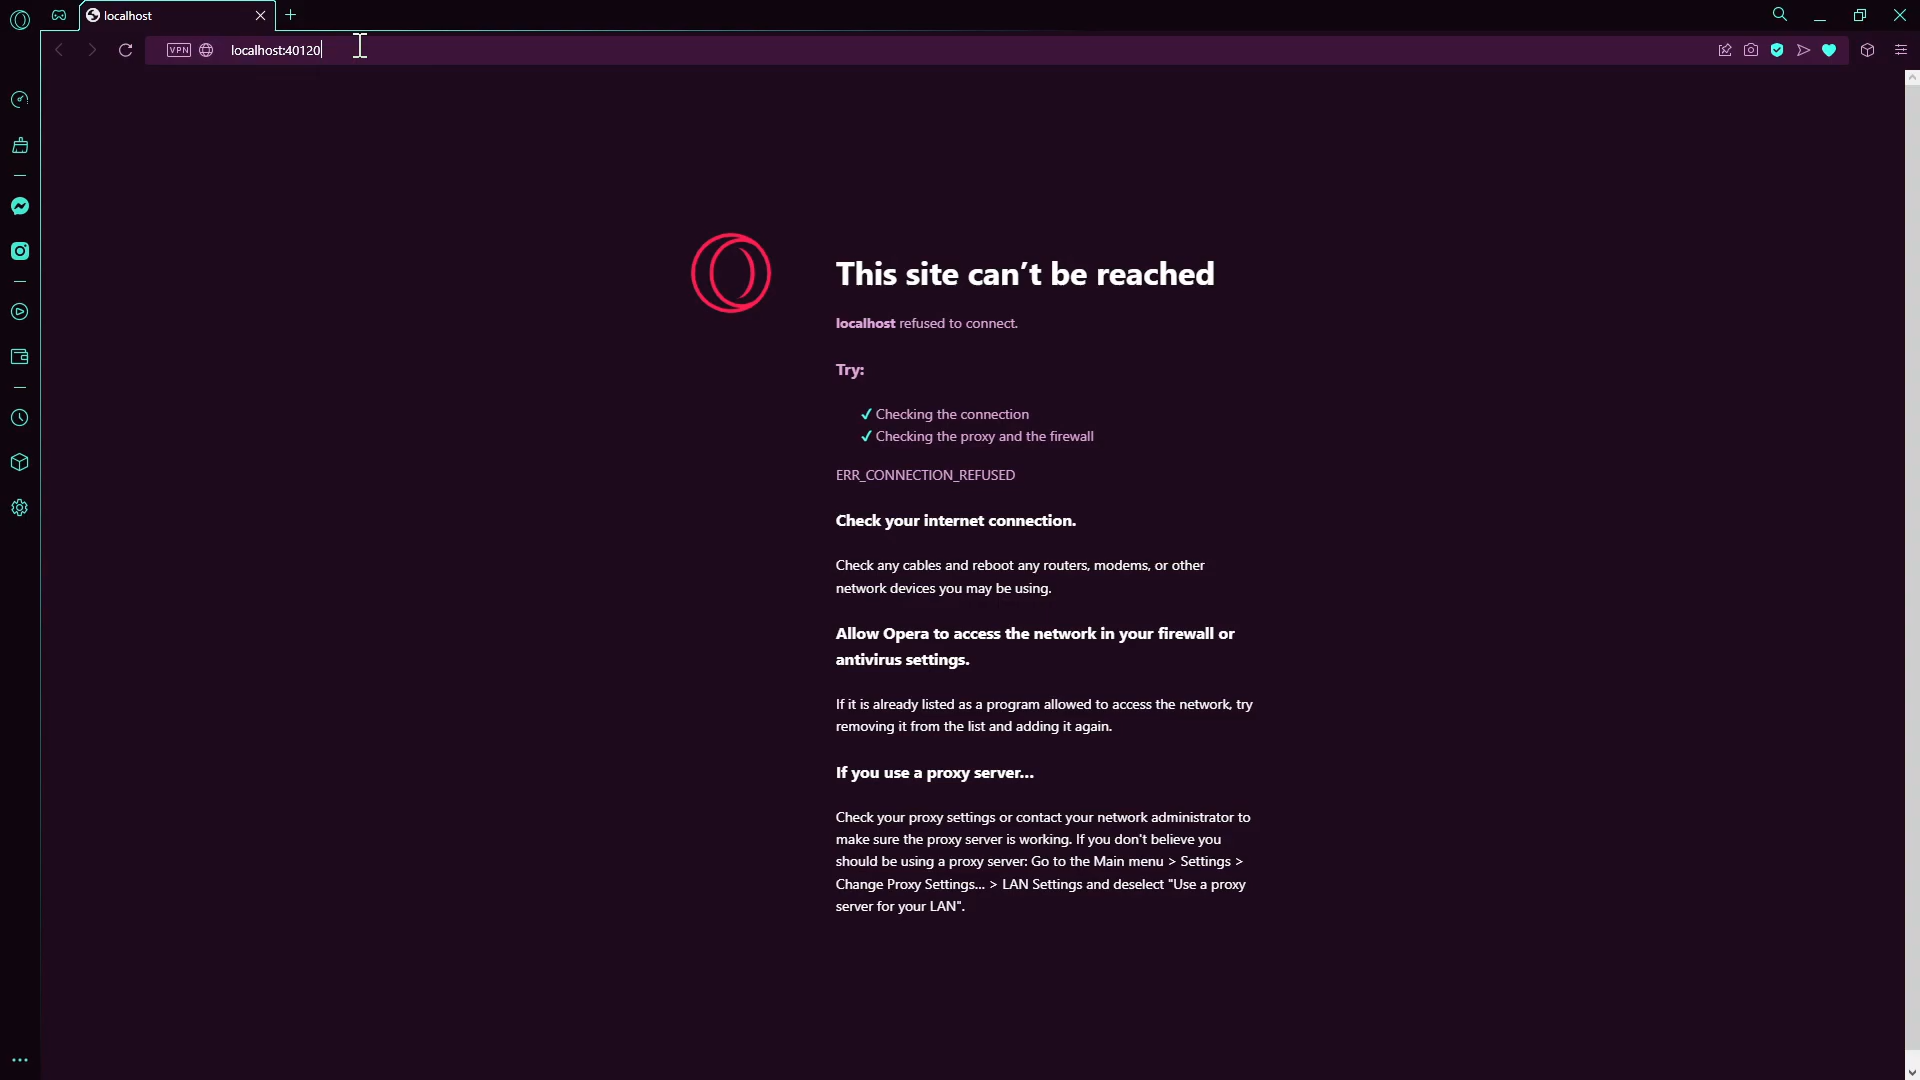 localhost
VPN
localhost:40120
This site can’t be reached
localhost refused to connect.
Try:
✓ Checking the connection
✓ Checking the proxy and the firewall
ERR_CONNECTION_REFUSED
Check your internet connection.
Check any cables and reboot any routers, modems, or other
network devices you may be using.
Allow Opera to access the network in your firewall or
antivirus settings.
If it is already listed as a program allowed to access the network, try
removing it from the list and adding it again.
If you use a proxy server…
Check your proxy settings or contact your network administrator to
make sure the proxy server is working. If you don't believe you
should be using a proxy server: Go to the Main menu > Settings >
Change Proxy Settings… > LAN Settings and deselect "Use a proxy
server for your LAN".